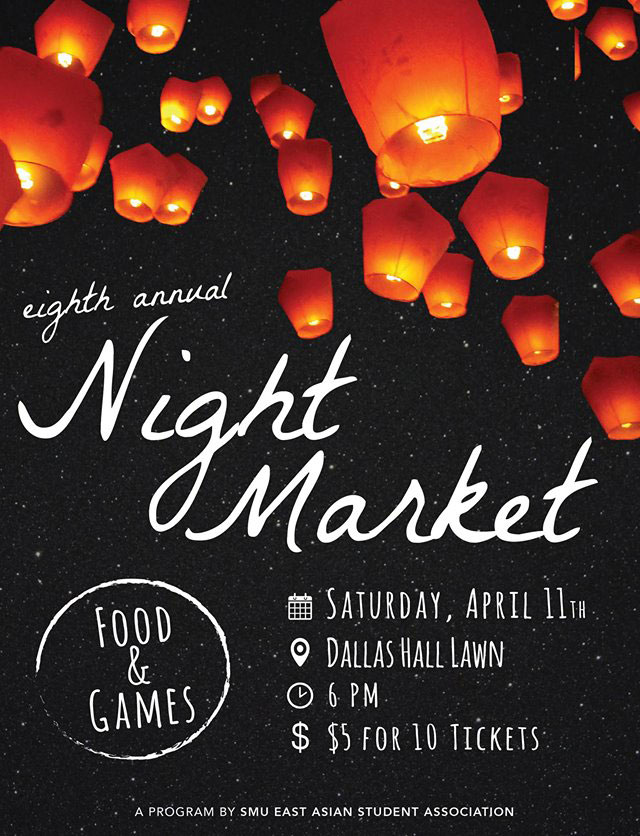 eighth annual
Night
Market
FOOD
&
GAMES
SATURDAY, APRIL 11TH
DALLAS HALL LAWN
6 PM
$ $5 FOR 10 TICKETS
A PROGRAM BY SMU EAST ASIAN STUDENT ASSOCIATION